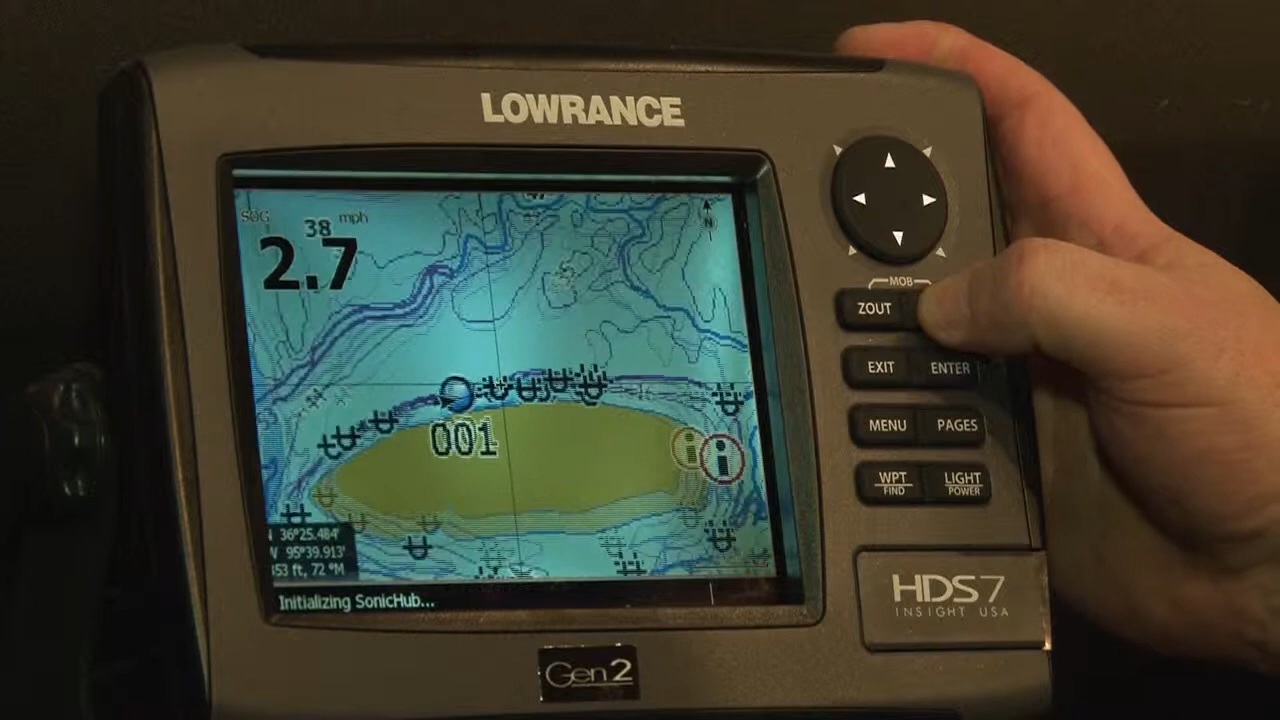 LOWRANCE
SOG 38 mph
2.7
N
MOB
ZOUT
EXIT ENTER
001
MENU PAGES
WPT LIGHT
FIND POWER
N 36°25.484'
W 95°39.913'
353 ft, 72 °M
Initializing SonicHub...
HDS7
INSIGHT USA
Gen2